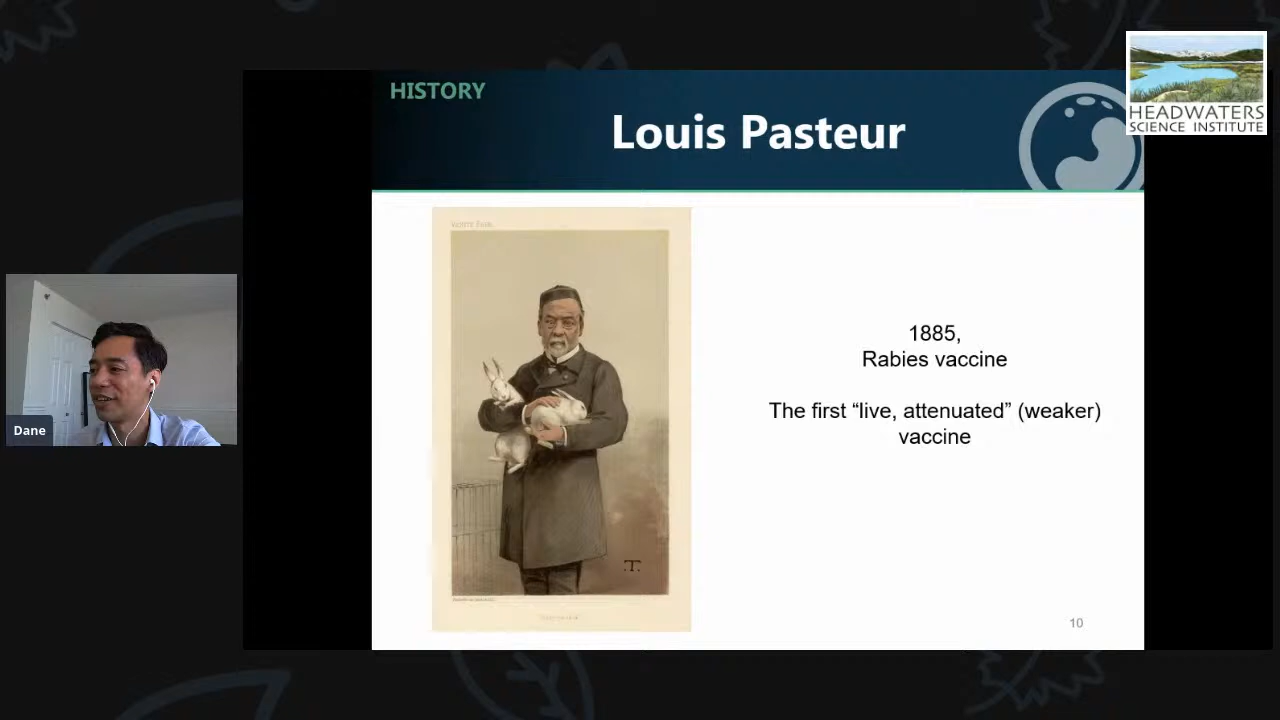 HISTORY
Louis Pasteur
HEADWATERS
SCIENCE INSTITUTE
1885,
Rabies vaccine
The first “live, attenuated” (weaker)
vaccine
Dane
T.
10